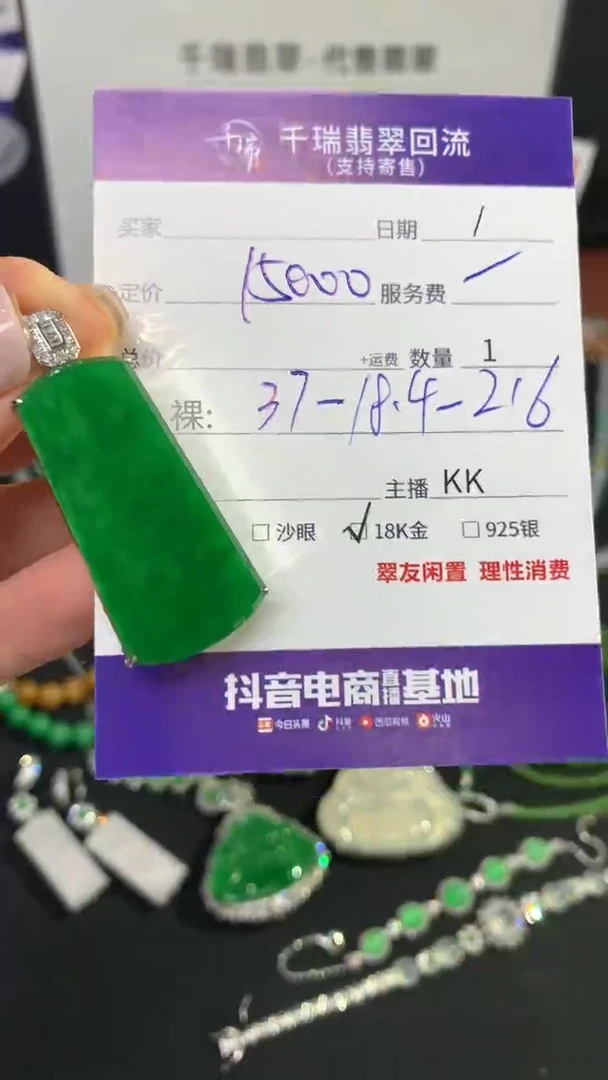 千瑞翡翠·代售翡翠
千瑞翡翠回流
(支持寄售)
买家 日期 /
定价 15000 服务费 —
总价 +运费 数量 1
裸: 37-18.4-2.6
主播 KK
沙眼 ✓ 18K金 925银
翠友闲置 理性消费
抖音电商直播基地
今日头条 抖音 西瓜视频 火山